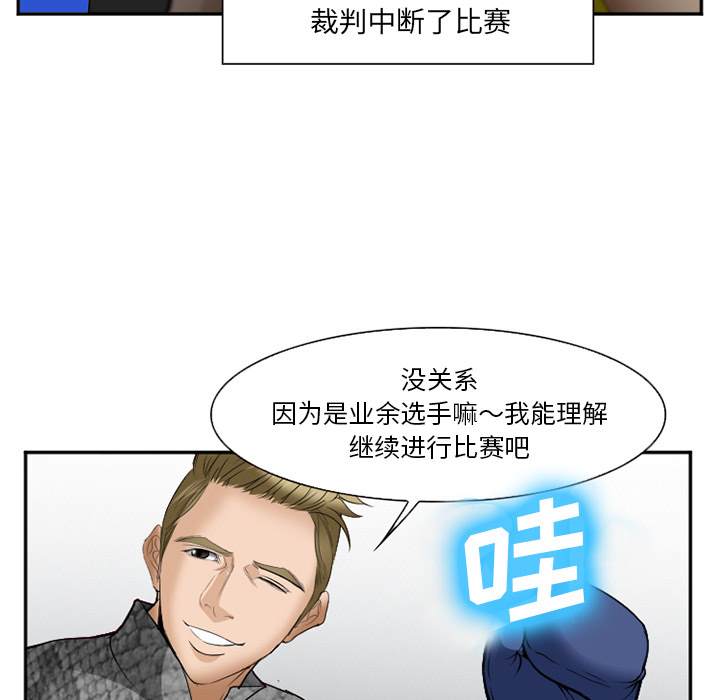 裁判中断了比赛
没关系
因为是业余选手嘛～我能理解
继续进行比赛吧
哇